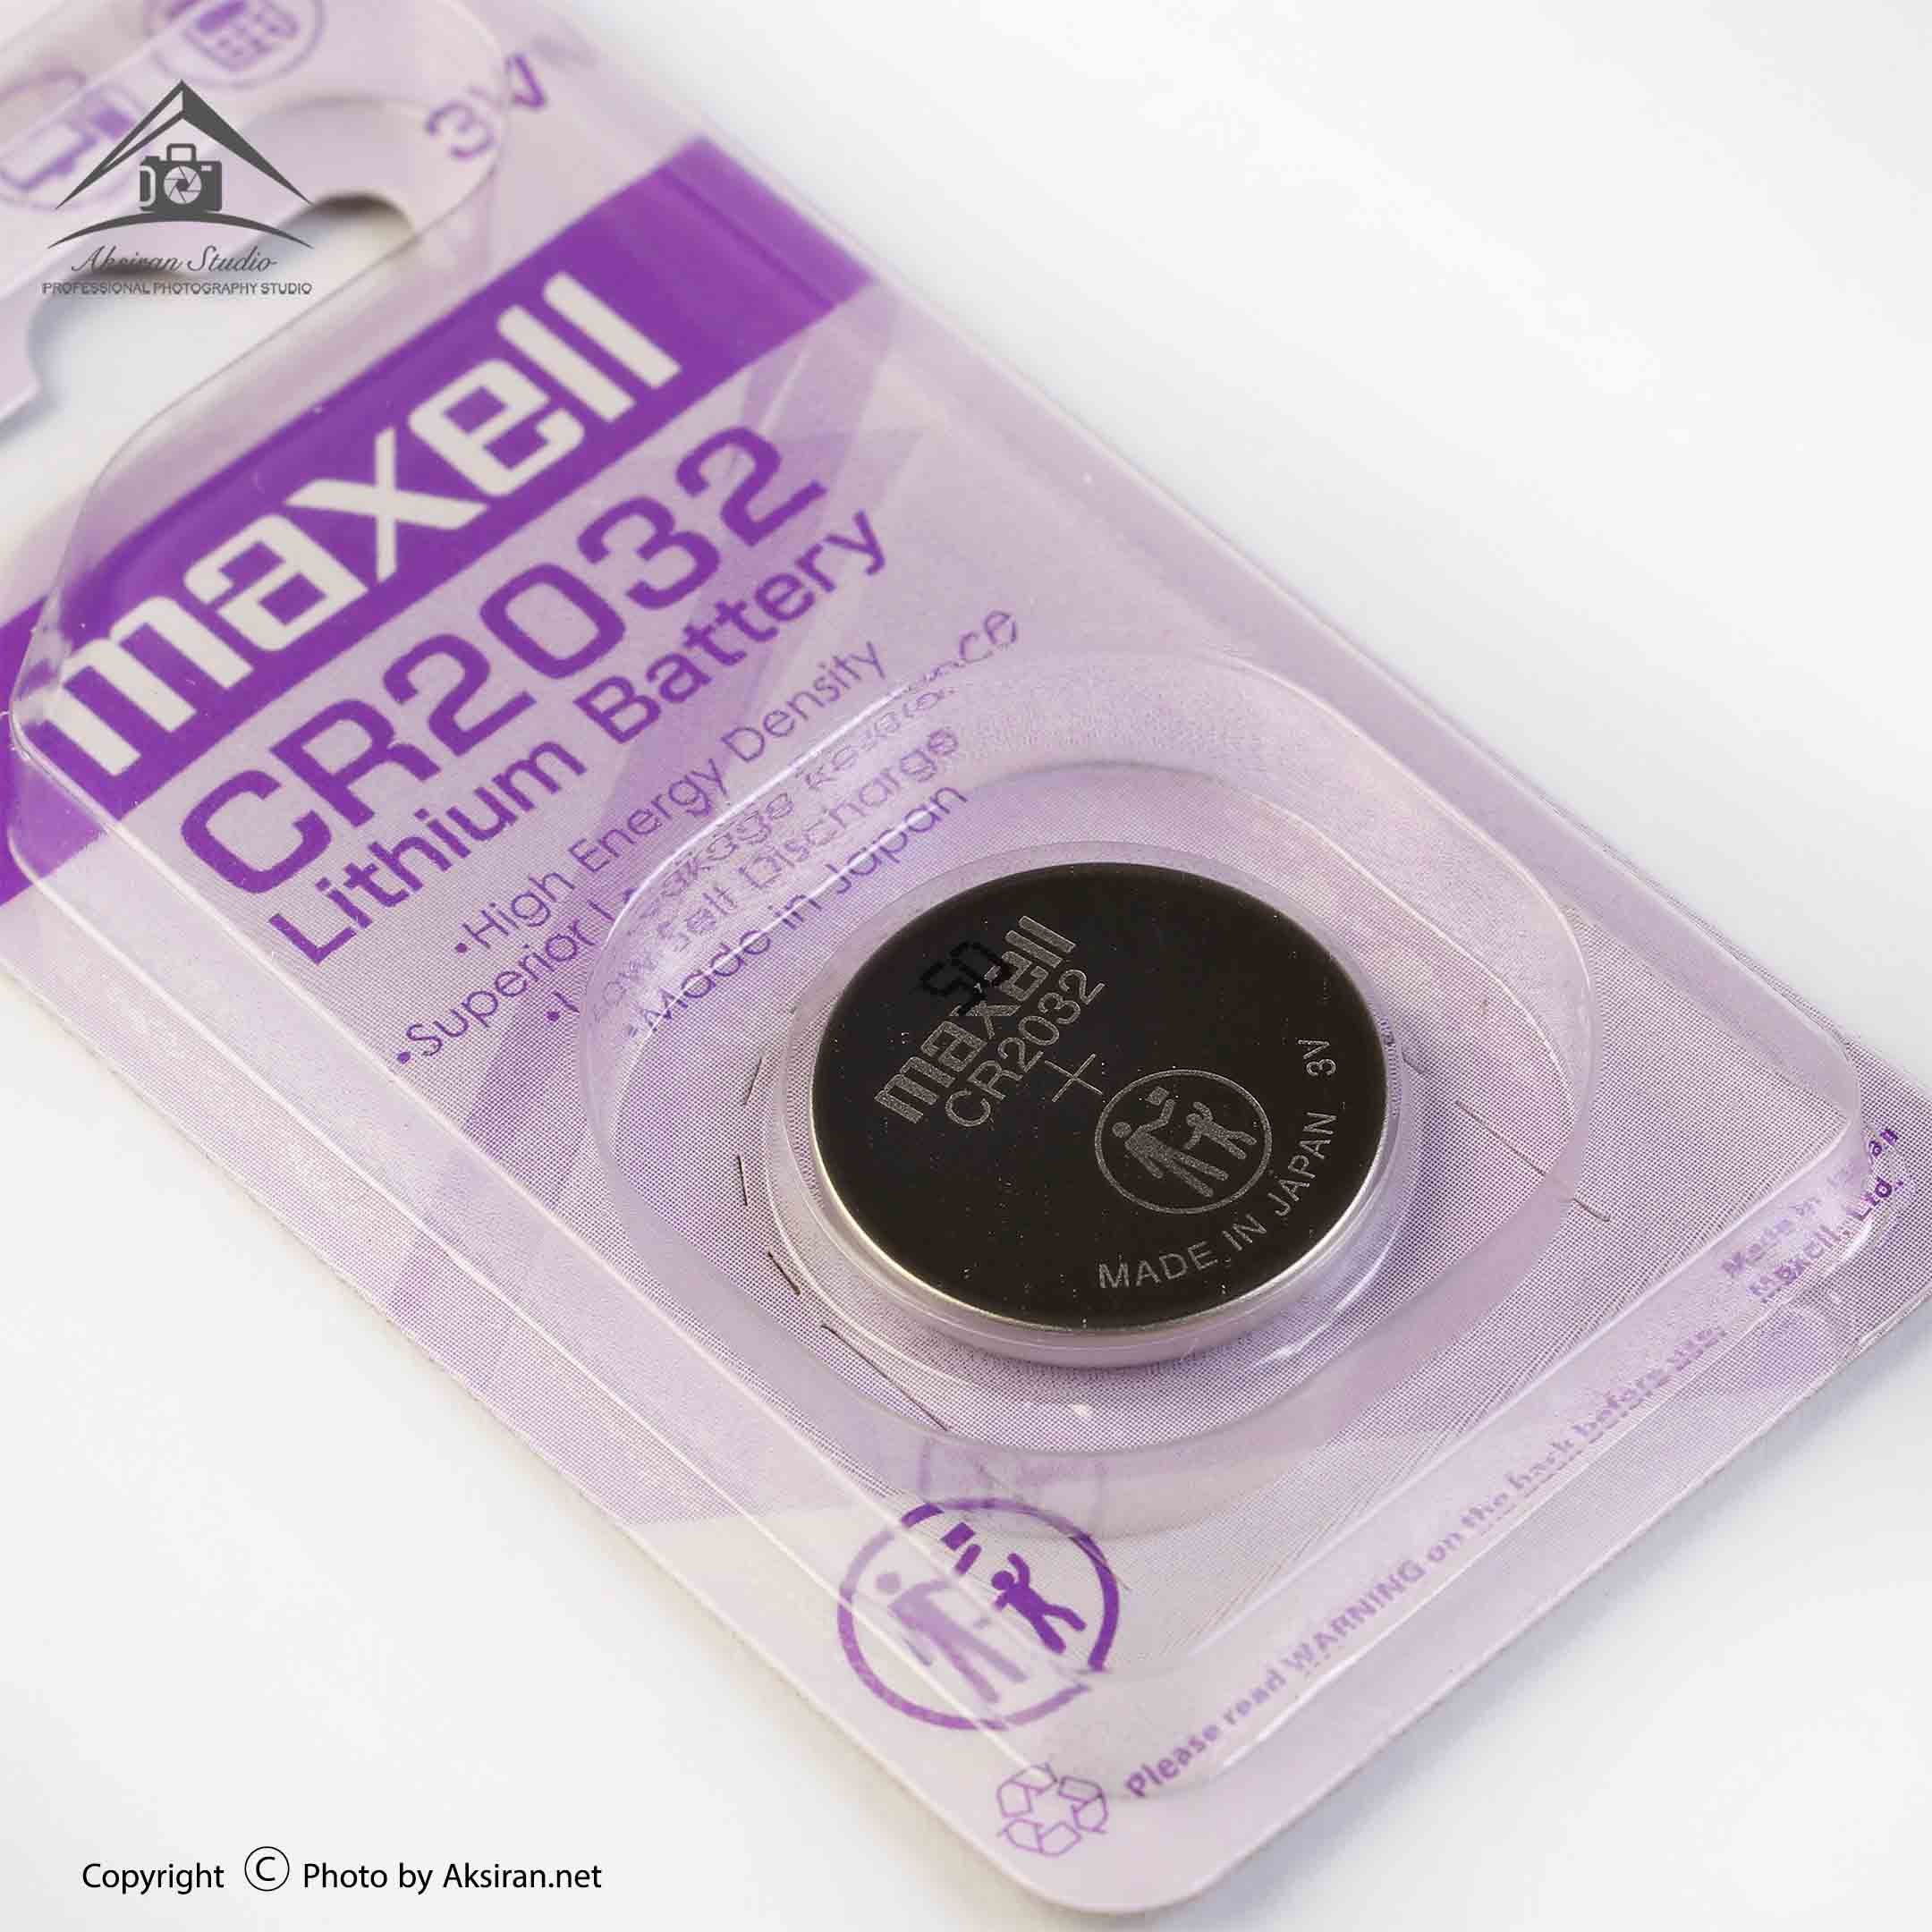 3V
Aksiran Studio
PROFESSIONAL PHOTOGRAPHY STUDIO
maxell
CR2032
Lithium Battery
•High Energy Density
•Superior Leakage Resistance
•Low Self Discharge
•Made in Japan
5D
maxell
CR2032
+
MADE IN JAPAN 3V
Made in Japan
Maxell, Ltd.
Please read WARNING on the back before use.
Copyright © Photo by Aksiran.net